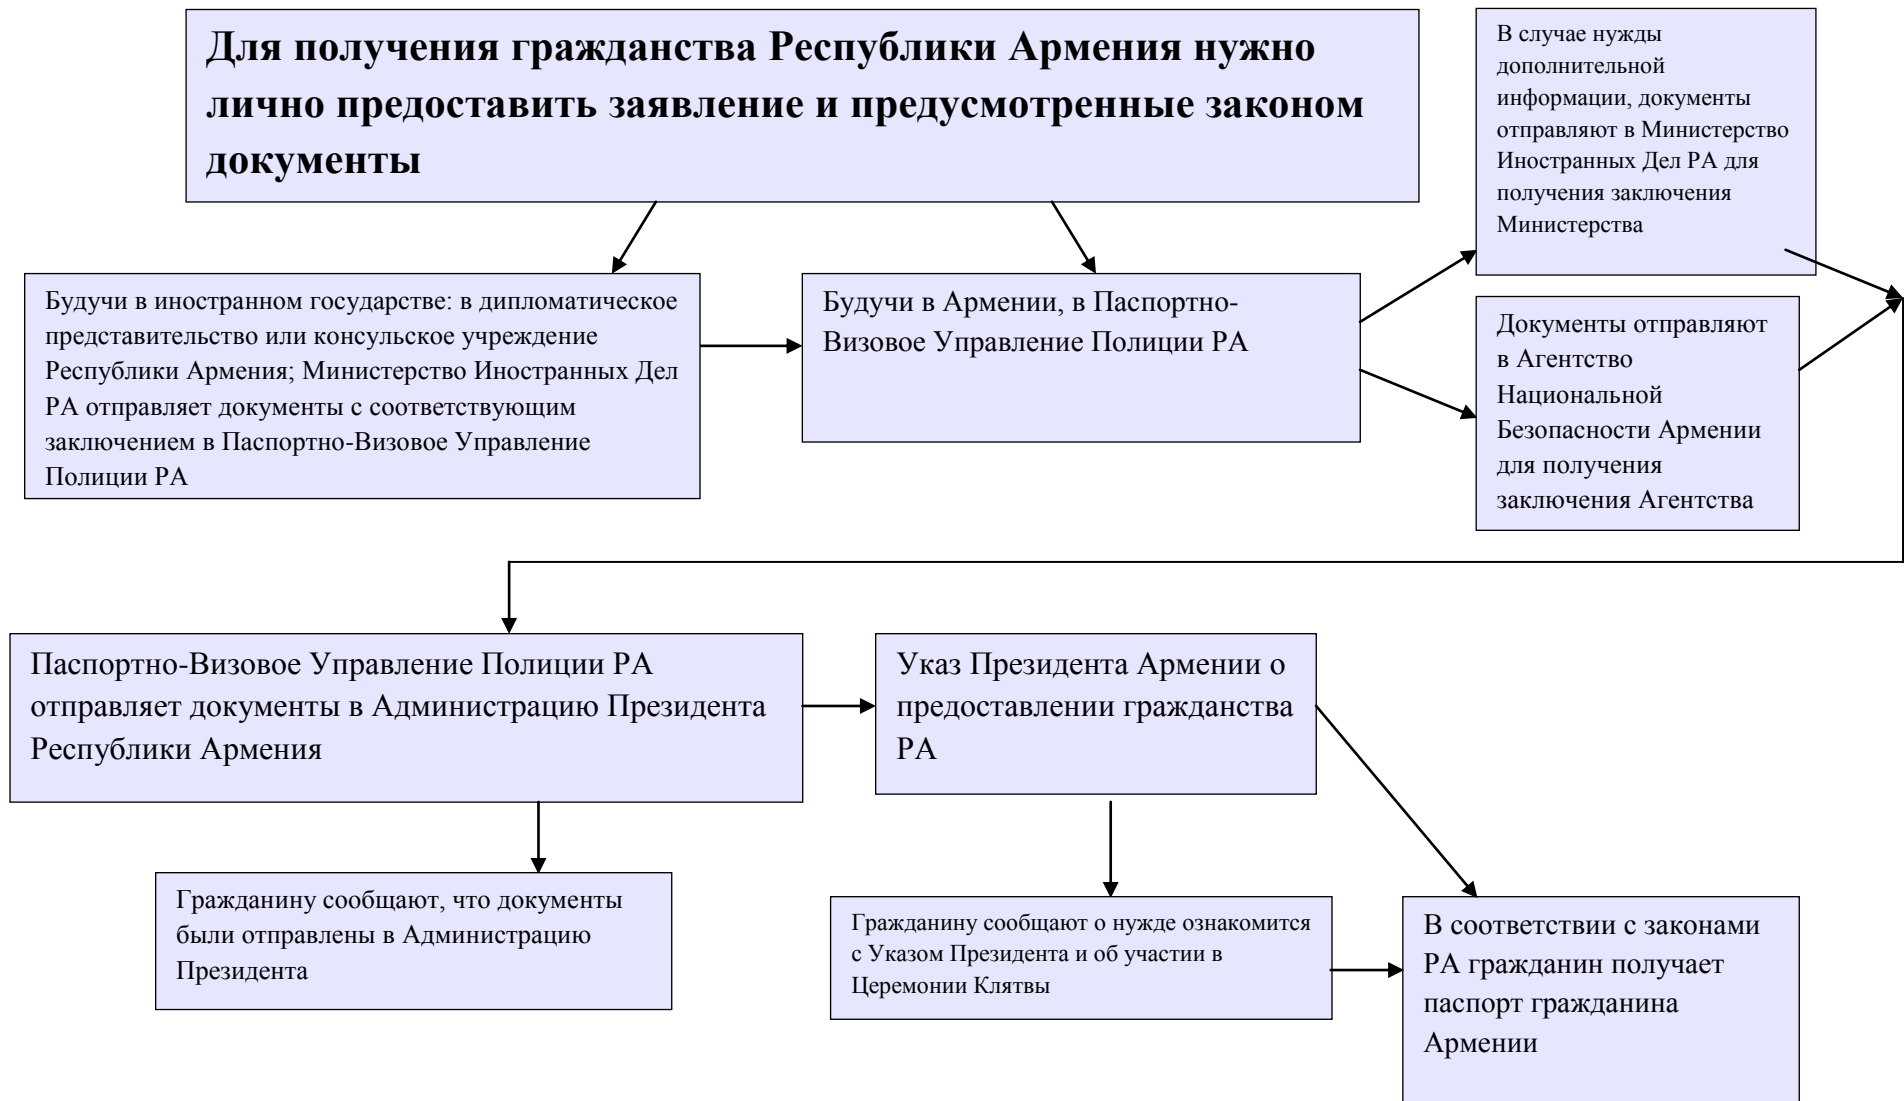 Для получения гражданства Республики Армения нужно
лично предоставить заявление и предусмотренные законом
документы
В случае нужды
дополнительной
информации, документы
отправляют в Министерство
Иностранных Дел РА для
получения заключения
Министерства
Будучи в иностранном государстве: в дипломатическое
представительство или консульское учреждение
Республики Армения; Министерство Иностранных Дел
РА отправляет документы с соответствующим
заключением в Паспортно-Визовое Управление
Полиции РА
Будучи в Армении, в Паспортно-
Визовое Управление Полиции РА
Документы отправляют
в Агентство
Национальной
Безопасности Армении
для получения
заключения Агентства
Паспортно-Визовое Управление Полиции РА
отправляет документы в Администрацию Президента
Республики Армения
Указ Президента Армении о
предоставлении гражданства
РА
Гражданину сообщают, что документы
были отправлены в Администрацию
Президента
Гражданину сообщают о нужде ознакомится
с Указом Президента и об участии в
Церемонии Клятвы
В соответствии с законами
РА гражданин получает
паспорт гражданина
Армении